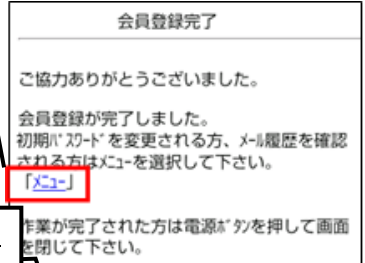 会員登録完了
ご協力ありがとうございました。
会員登録が完了しました。
初期ﾊﾟｽﾜｰﾄﾞを変更される方、ﾒｰﾙ履歴を確認
される方はﾒﾆｭｰを選択して下さい。
「ﾒﾆｭｰ」
作業が完了された方は電源ﾎﾞﾀﾝを押して画面
を閉じて下さい。